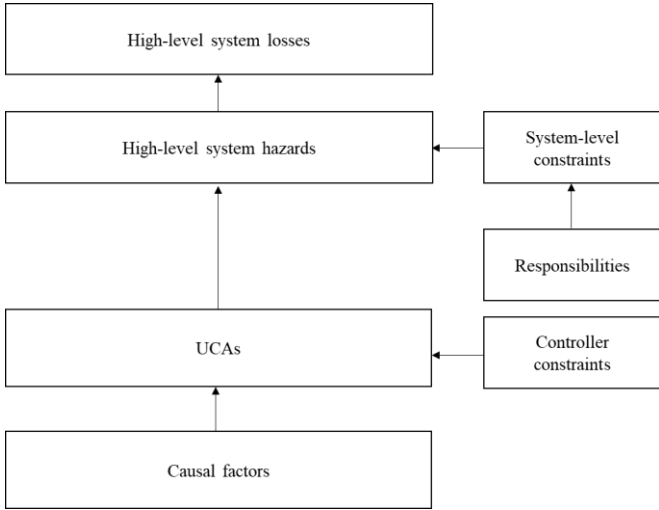 High-level system losses
High-level system hazards
System-level
constraints
Responsibilities
UCAs
Controller
constraints
Causal factors